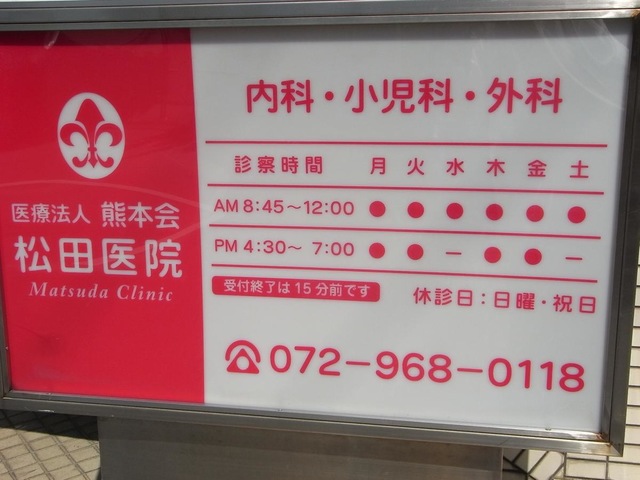 医療法人 熊本会
松田医院
Matsuda Clinic
内科・小児科・外科
診察時間 月 火 水 木 金 土
AM 8:45〜12:00 ● ● ● ● ● ●
PM 4:30〜 7:00 ● ● − ● ● −
受付終了は15分前です
休診日：日曜・祝日
072−968−0118